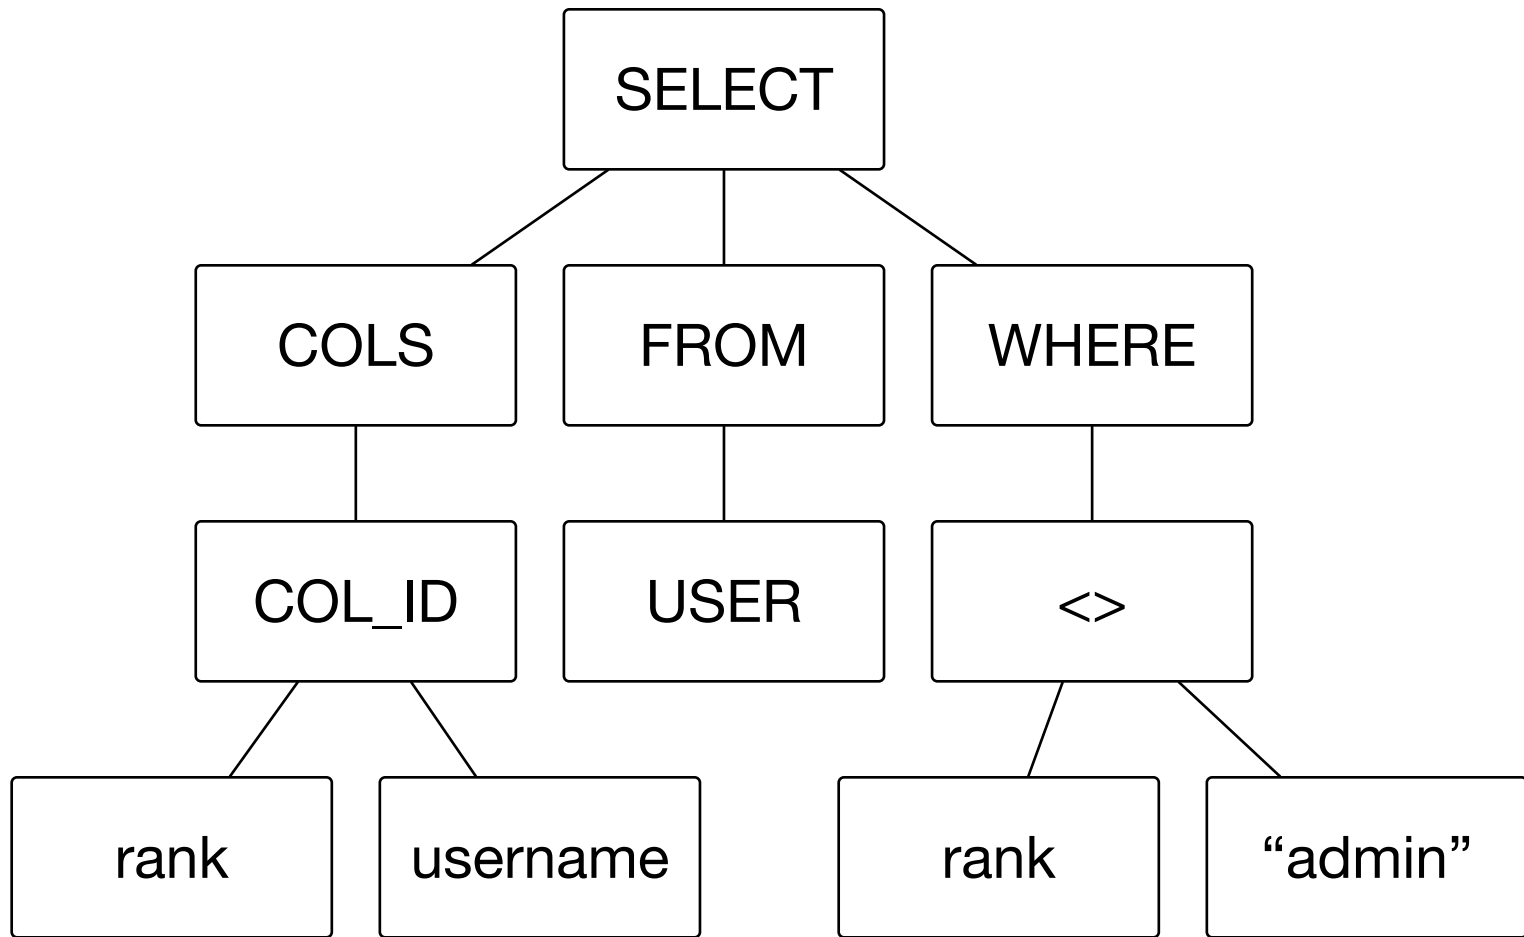 SELECT
COLS
FROM
WHERE
COL_ID
USER
<>
rank
username
rank
“admin”